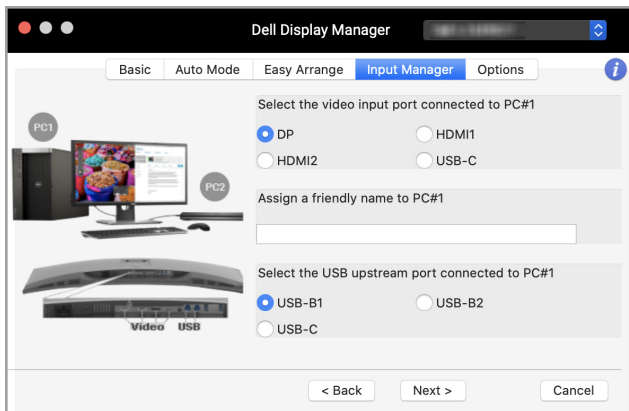 Dell Display Manager
Basic Auto Mode Easy Arrange Input Manager Options i
Select the video input port connected to PC#1
PC1
DP HDMI1
HDMI2 USB-C
PC2
Assign a friendly name to PC#1
Select the USB upstream port connected to PC#1
USB-B1 USB-B2
Video USB
USB-C
< Back Next > Cancel